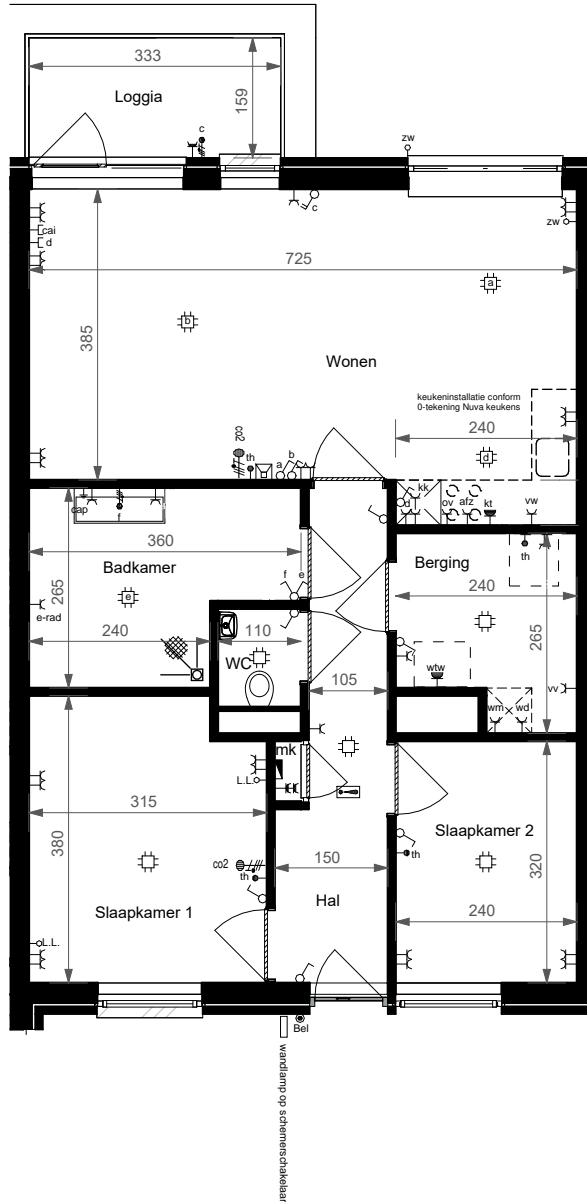 333
Loggia
159
c
zw
c
zw
cai
d
725
a
b
385
Wonen
keukeninstallatie conform
0-tekening Nuva keukens
240
co2
th
a
b
d
kk
d
ov
afz
kt
vw
cap
f
360
Badkamer
265
f
e
e
e-rad
240
110
WC
105
Berging
th
240
265
wtw
vv
wm
wd
mk
L.L.
315
380
co2
th
Slaapkamer 1
L.L.
150
Hal
Slaapkamer 2
th
320
240
Bel
wandlamp op schemerschakelaar